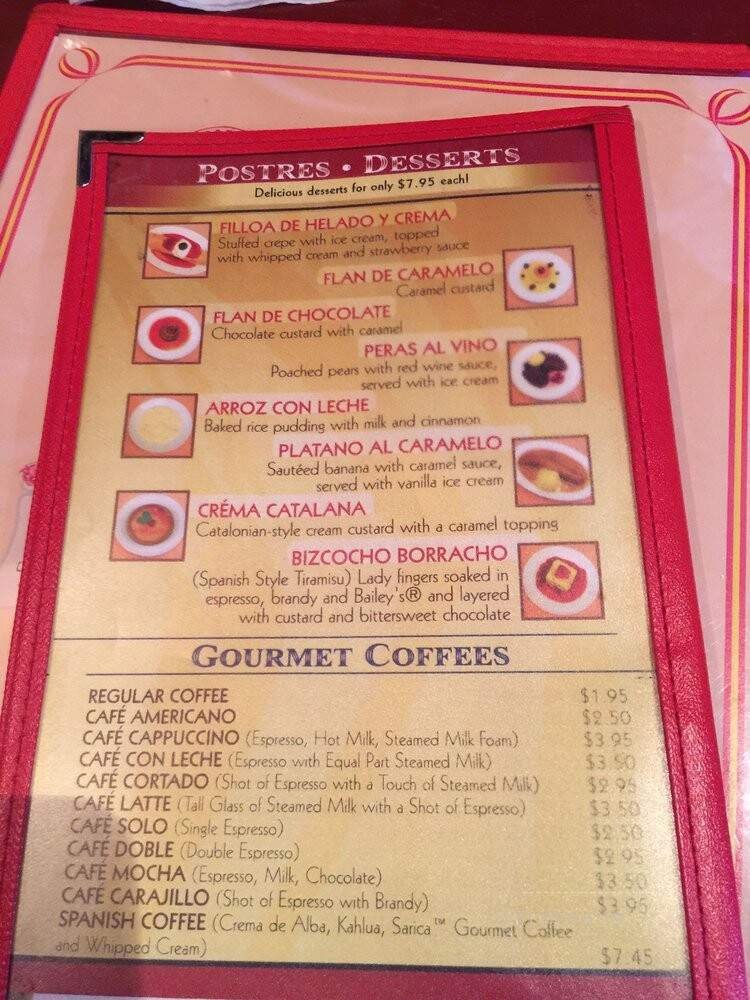 POSTRES • DESSERTS
Delicious desserts for only $7.95 each!
FILLOA DE HELADO Y CREMA
Stuffed crepe with ice cream, topped
with whipped cream and strawberry sauce
FLAN DE CARAMELO
Caramel custard
FLAN DE CHOCOLATE
Chocolate custard with caramel
PERAS AL VINO
Poached pears with red wine sauce,
served with ice cream
ARROZ CON LECHE
Baked rice pudding with milk and cinnamon
PLATANO AL CARAMELO
Sautéed banana with caramel sauce,
served with vanilla ice cream
CRÉMA CATALANA
Catalonian-style cream custard with a caramel topping
BIZCOCHO BORRACHO
(Spanish Style Tiramisu) Lady fingers soaked in
espresso, brandy and Bailey's® and layered
with custard and bittersweet chocolate
GOURMET COFFEES
REGULAR COFFEE $1.95
CAFÉ AMERICANO $2.50
CAFÉ CAPPUCCINO (Espresso, Hot Milk, Steamed Milk Foam) $3.95
CAFÉ CON LECHE (Espresso with Equal Part Steamed Milk) $3.50
CAFÉ CORTADO (Shot of Espresso with a Touch of Steamed Milk) $2.95
CAFÉ LATTE (Tall Glass of Steamed Milk with a Shot of Espresso) $3.50
CAFÉ SOLO (Single Espresso) $2.50
CAFÉ DOBLE (Double Espresso) $2.95
CAFÉ MOCHA (Espresso, Milk, Chocolate) $3.50
CAFÉ CARAJILLO (Shot of Espresso with Brandy) $3.95
SPANISH COFFEE (Crema de Alba, Kahlua, Sarica™ Gourmet Coffee
and Whipped Cream) $7.45